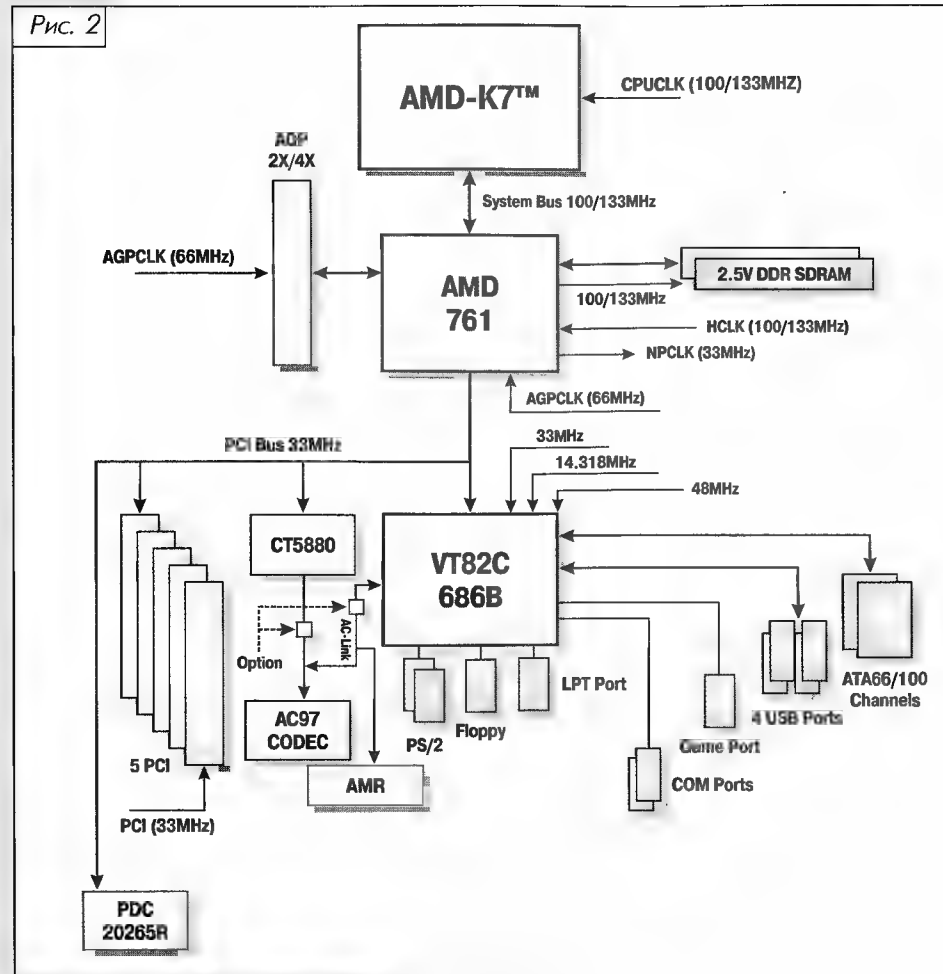 Рис. 2
AMD-K7™
CPUCLK (100/133MHZ)
AGP
2X/4X
System Bus 100/133MHz
AGPCLK (66MHz)
AMD
761
2.5V DDR SDRAM
100/133MHz
HCLK (100/133MHz)
NPCLK (33MHz)
AGPCLK (66MHz)
PCI Bus 33MHz
33MHz
14.318MHz
48MHz
CT5880
VT82C
686B
AC-Link
Option
AC97
CODEC
AMR
5 PCI
PCI (33MHz)
PS/2
Floppy
LPT Port
COM Ports
Game Port
4 USB Ports
ATA66/100
Channels
PDC
20265R